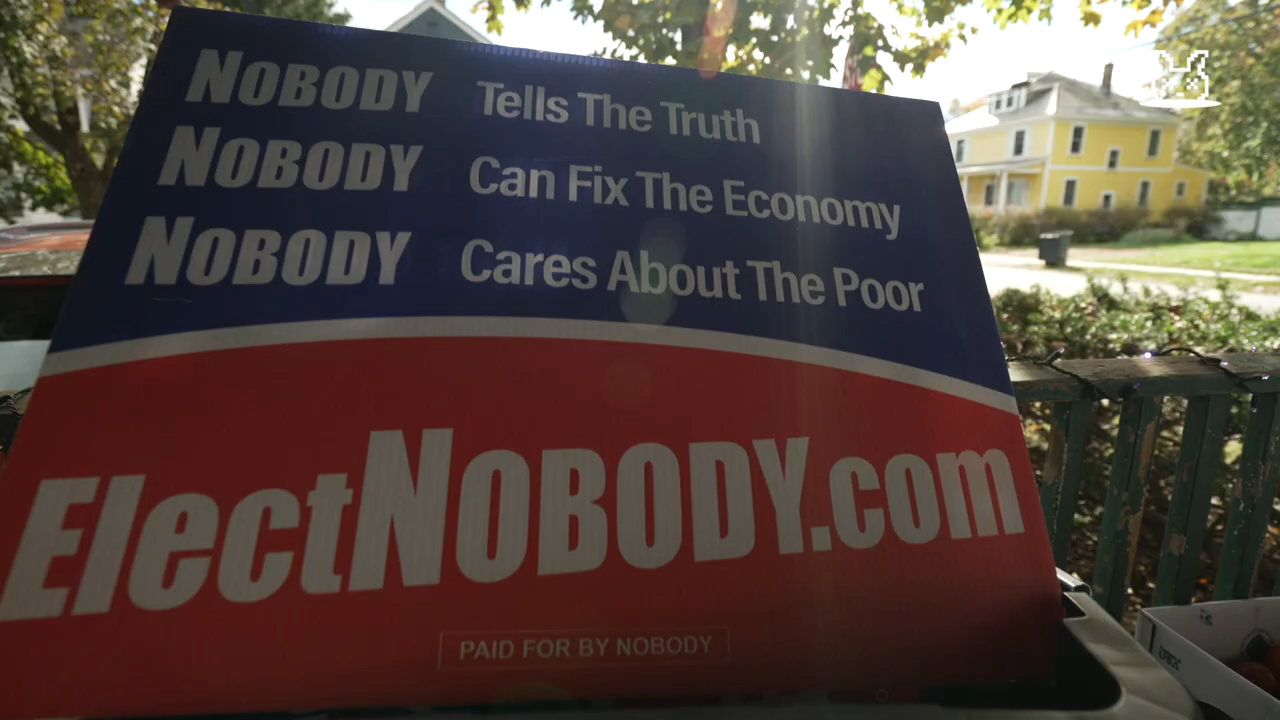 NOBODY Tells The Truth
NOBODY Can Fix The Economy
NOBODY Cares About The Poor
ElectNOBODY.com
PAID FOR BY NOBODY